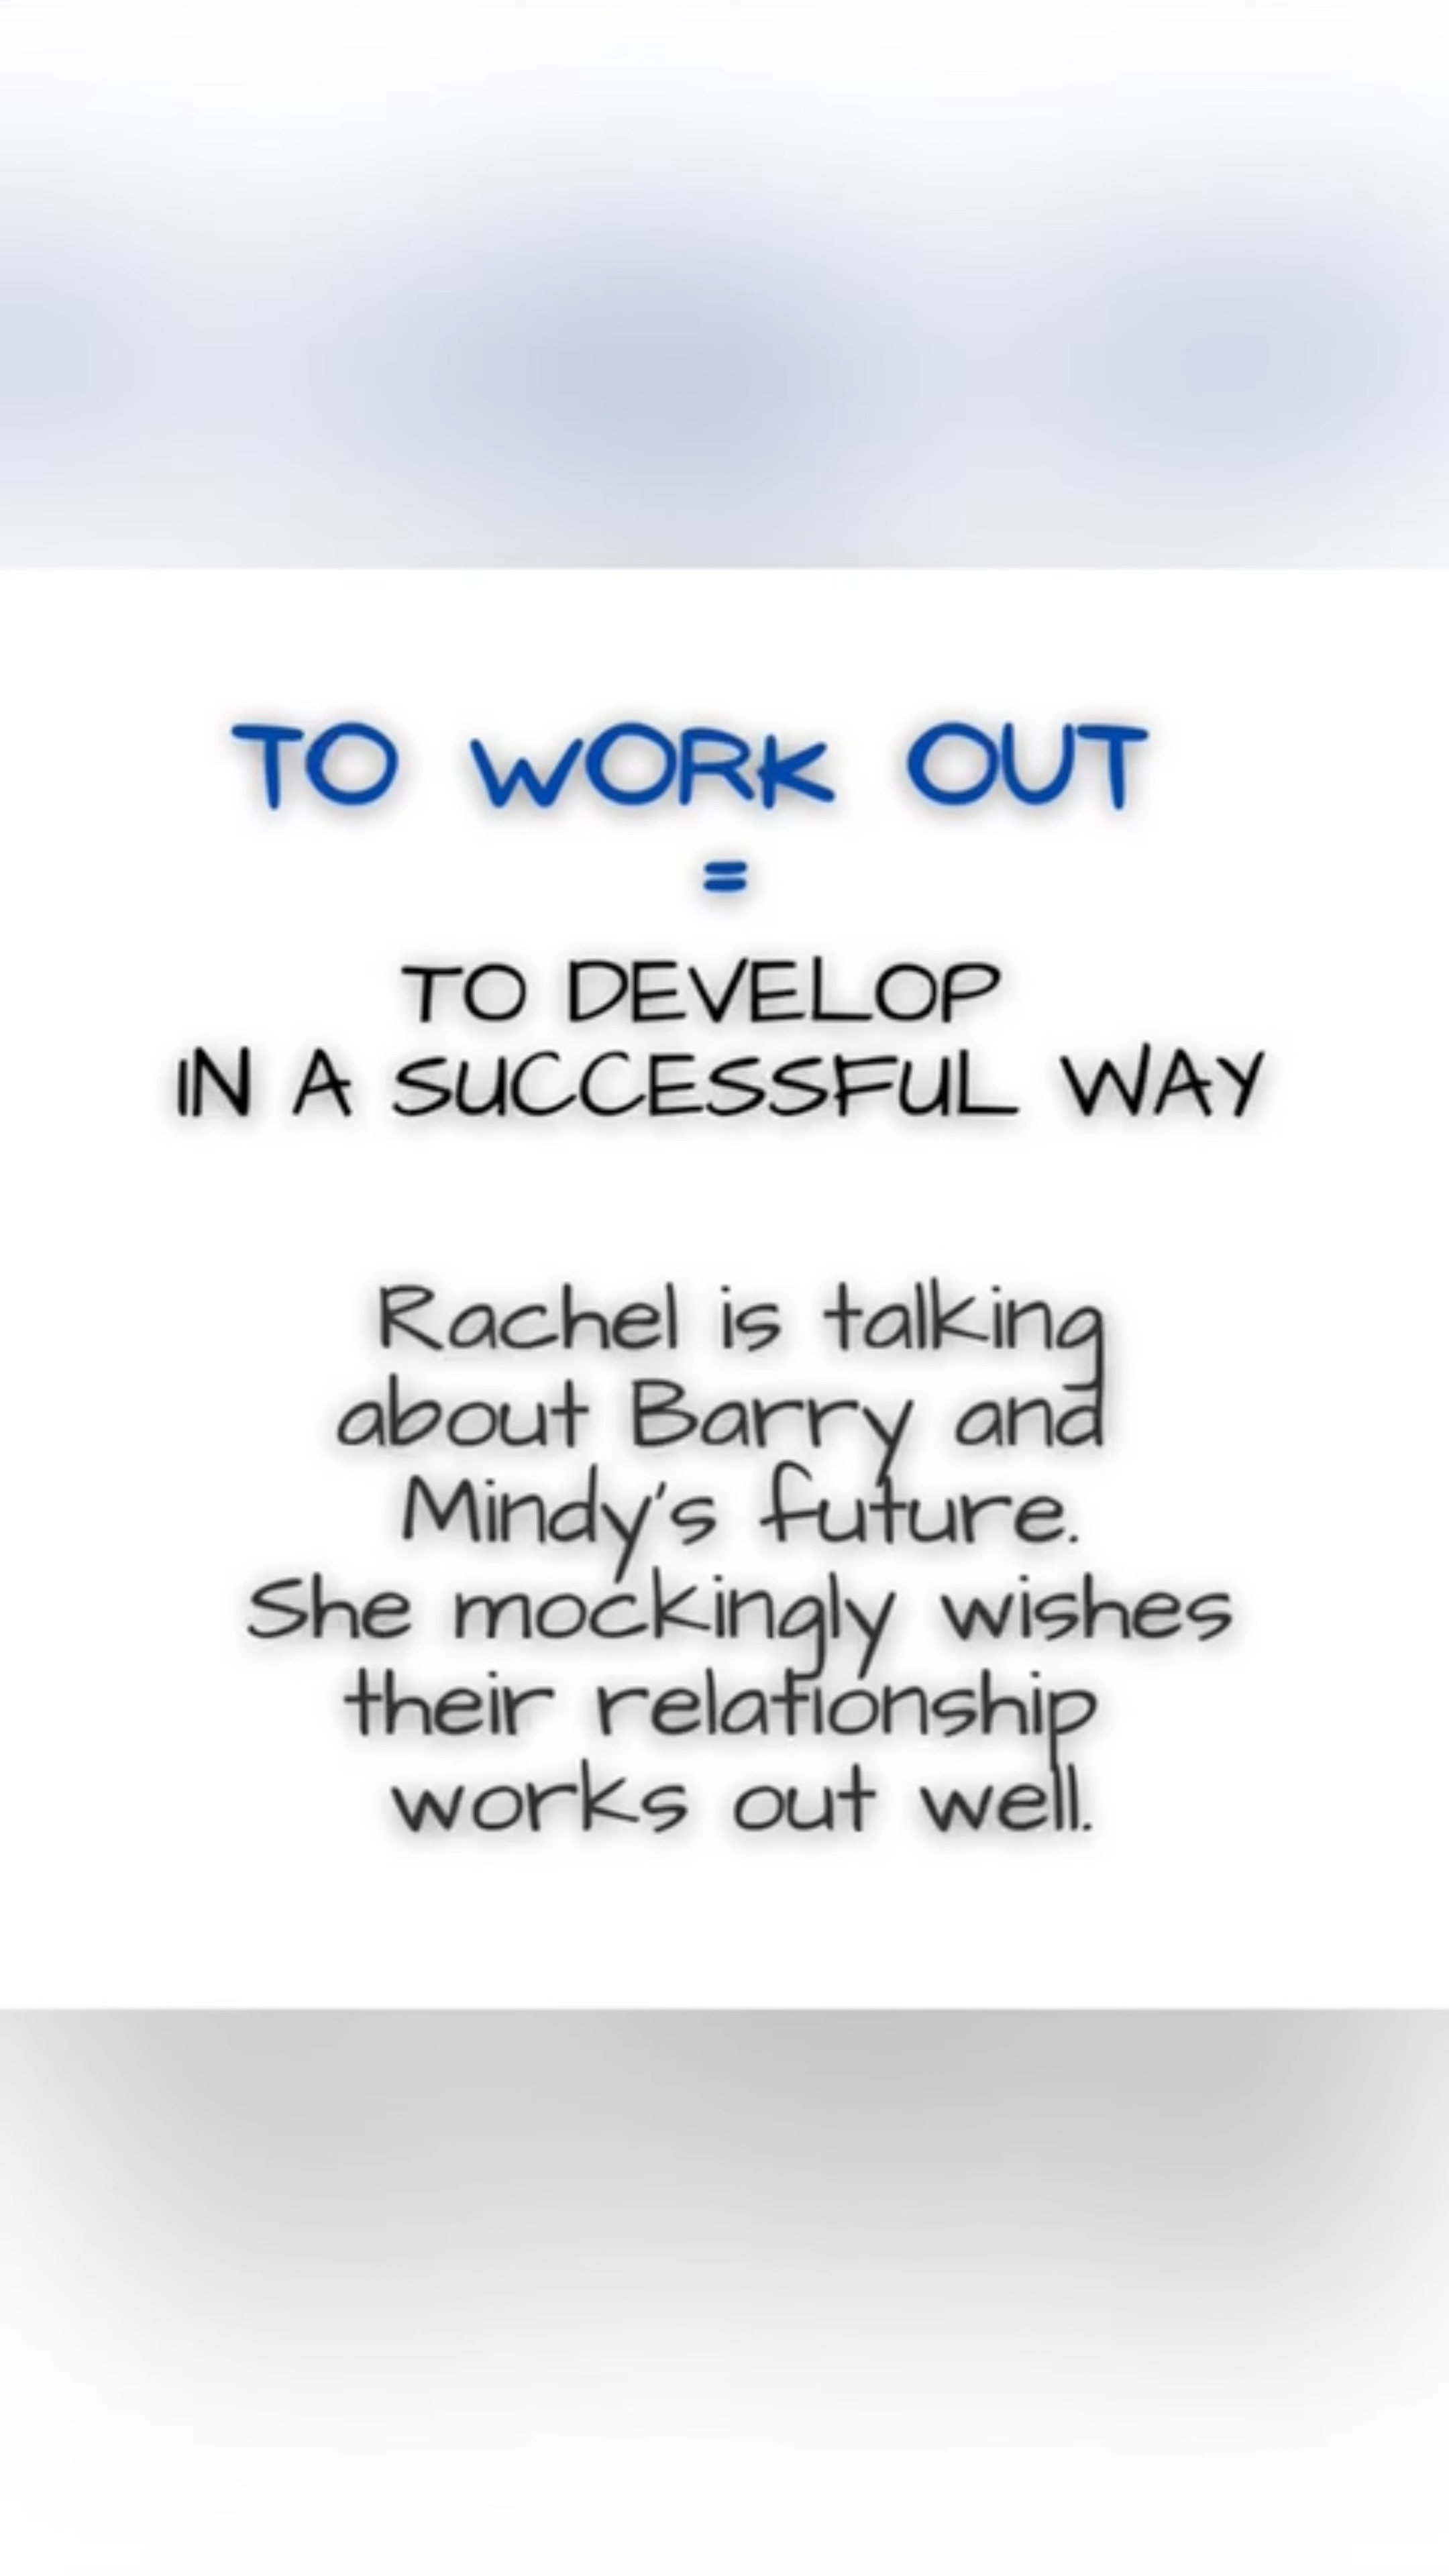 TO WORK OUT
=
TO DEVELOP
IN A SUCCESSFUL WAY
Rachel is talking
about Barry and
Mindy's future.
She mockingly wishes
their relationship
works out well.